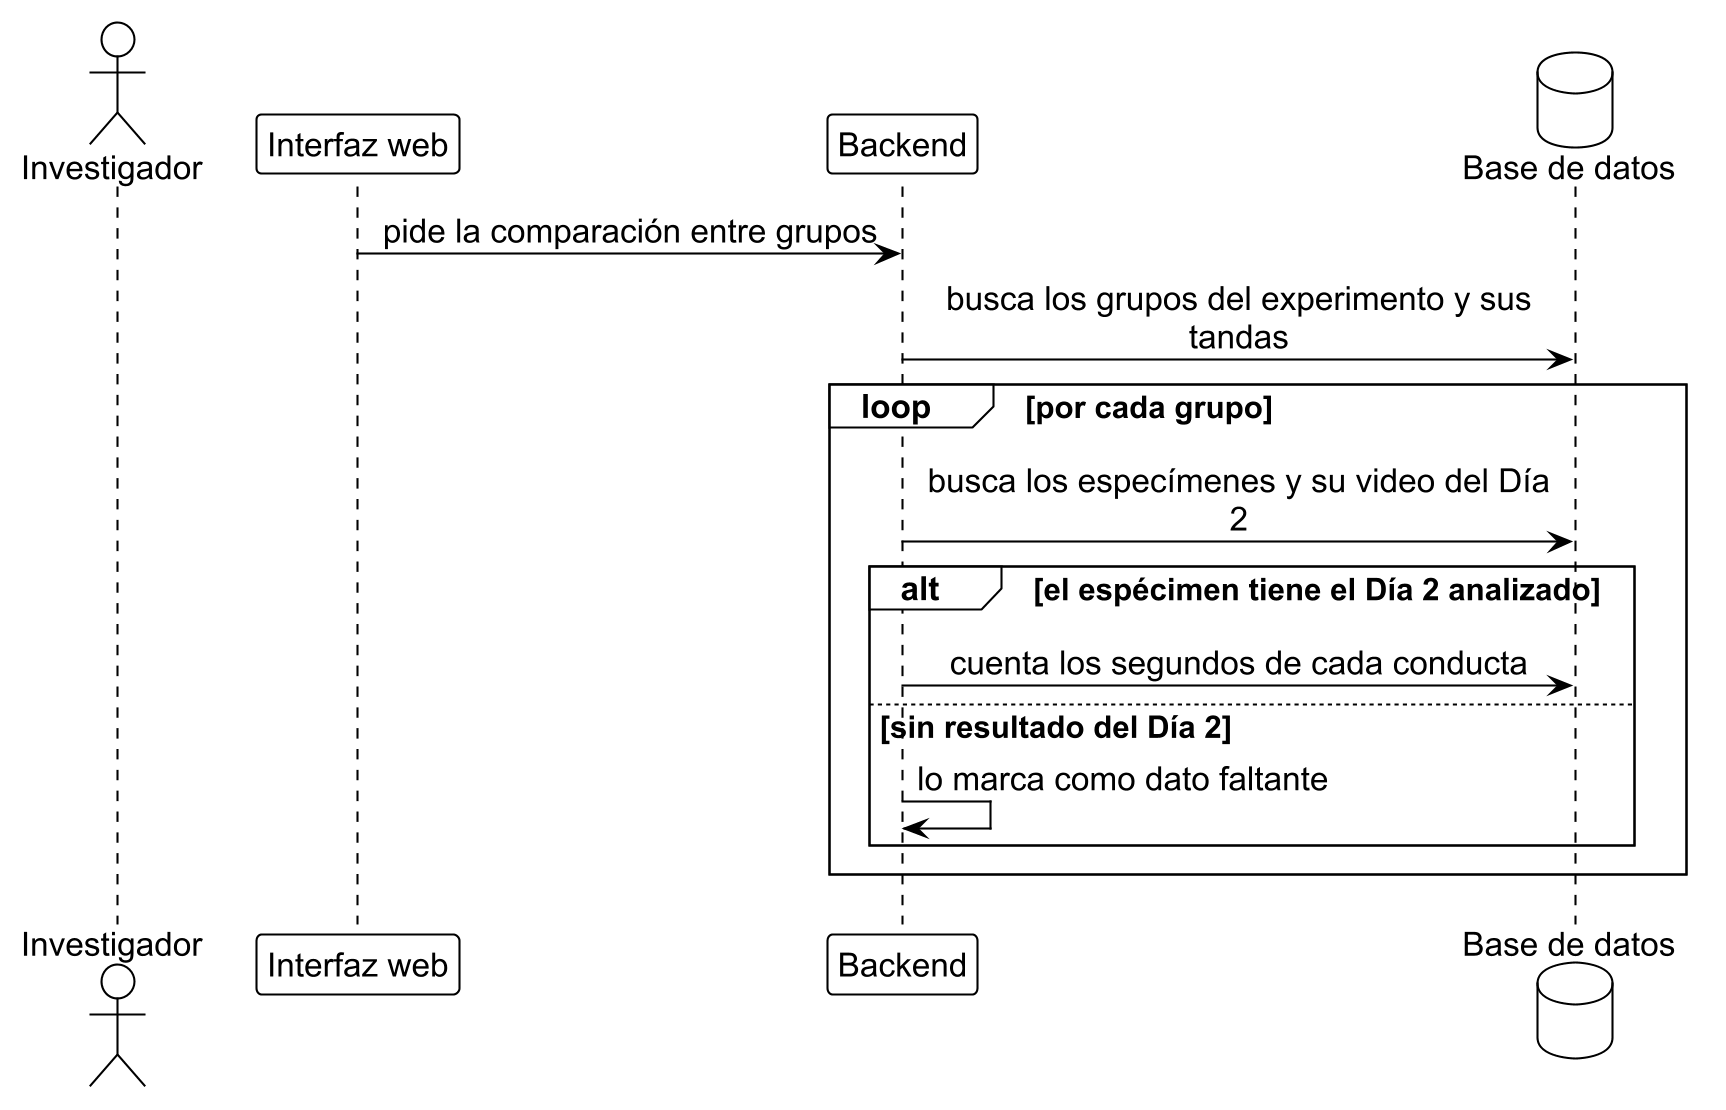 Investigador
Interfaz web
Backend
Base de datos
pide la comparación entre grupos
busca los grupos del experimento y sus
tandas
loop
[por cada grupo]
busca los especímenes y su video del Día
2
alt
[el espécimen tiene el Día 2 analizado]
cuenta los segundos de cada conducta
[sin resultado del Día 2]
lo marca como dato faltante
Investigador
Interfaz web
Backend
Base de datos